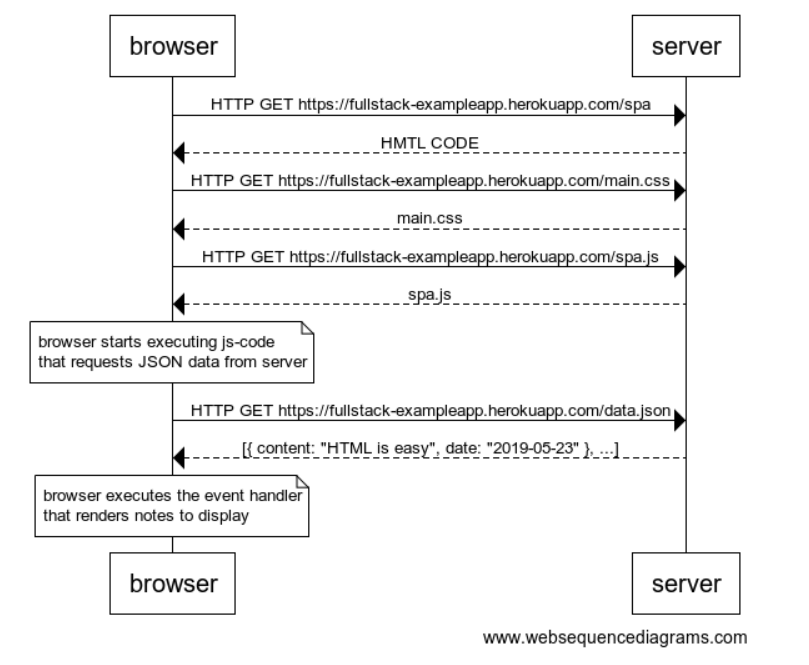 browser
server
HTTP GET https://fullstack-exampleapp.herokuapp.com/spa
HMTL CODE
HTTP GET https://fullstack-exampleapp.herokuapp.com/main.css
main.css
HTTP GET https://fullstack-exampleapp.herokuapp.com/spa.js
spa.js
browser starts executing js-code
that requests JSON data from server
HTTP GET https://fullstack-exampleapp.herokuapp.com/data.json
[{ content: "HTML is easy", date: "2019-05-23" }, ...]
browser executes the event handler
that renders notes to display
browser
server
www.websequencediagrams.com